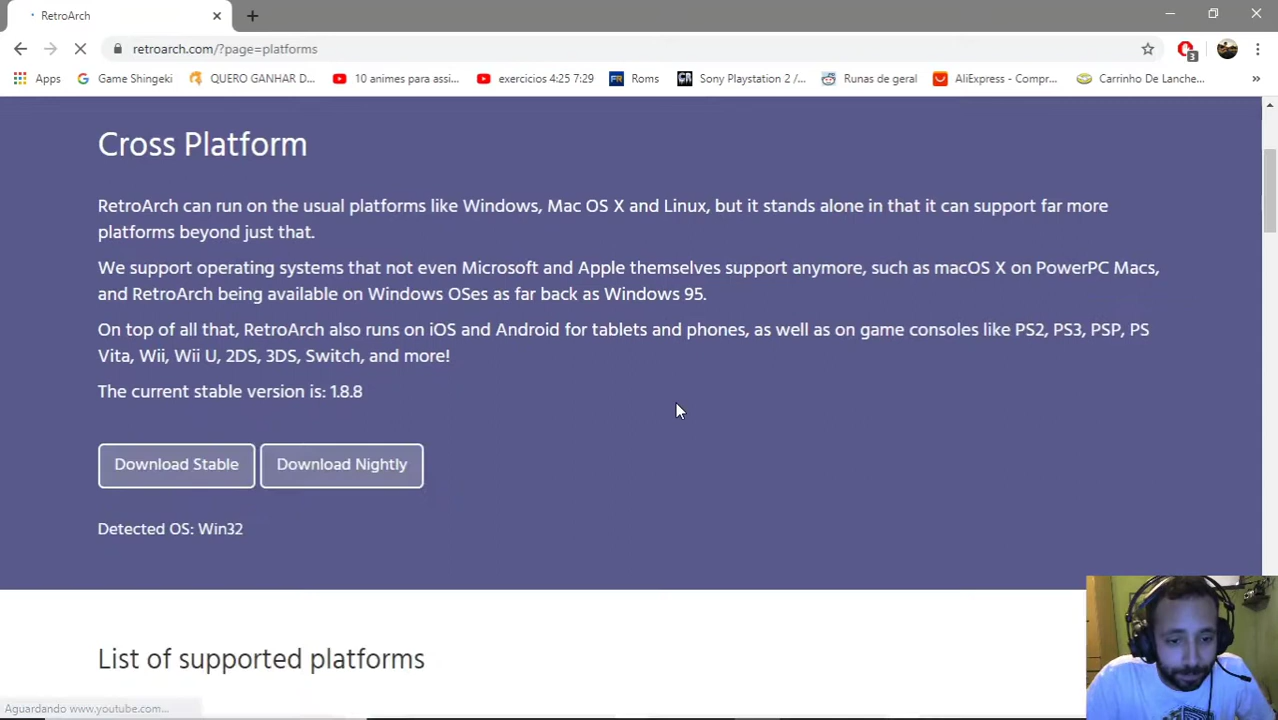 RetroArch
retroarch.com/?page=platforms
Apps
Game Shingeki
QUERO GANHAR D...
10 animes para assi...
exercicios 4:25 7:29
Roms
Sony Playstation 2 /...
Runas de geral
AliExpress - Compr...
Carrinho De Lanche...
»
3
Cross Platform
RetroArch can run on the usual platforms like Windows, Mac OS X and Linux, but it stands alone in that it can support far more
platforms beyond just that.
We support operating systems that not even Microsoft and Apple themselves support anymore, such as macOS X on PowerPC Macs,
and RetroArch being available on Windows OSes as far back as Windows 95.
On top of all that, RetroArch also runs on iOS and Android for tablets and phones, as well as on game consoles like PS2, PS3, PSP, PS
Vita, Wii, Wii U, 2DS, 3DS, Switch, and more!
The current stable version is: 1.8.8
Download Stable
Download Nightly
Detected OS: Win32
List of supported platforms
Aguardando www.youtube.com...